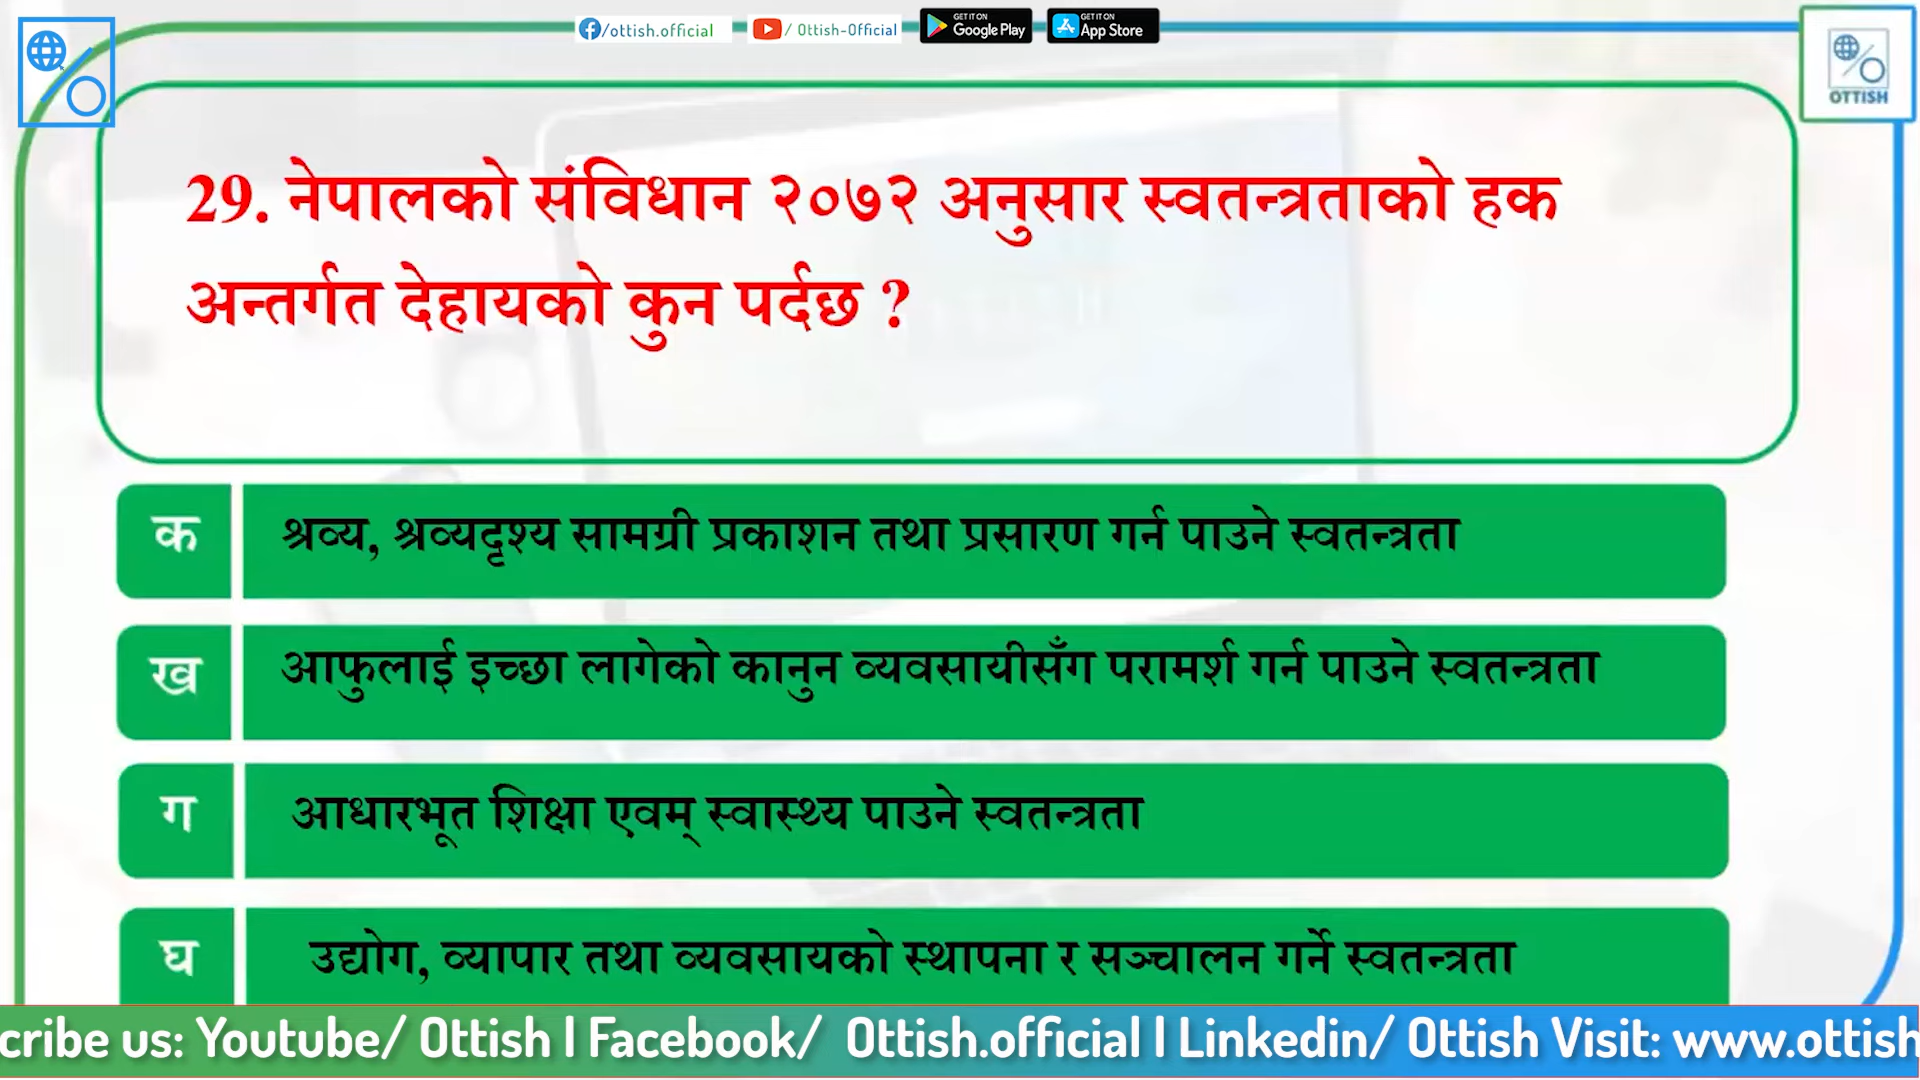 /ottish.official
/ Ottish-Official
GET IT ON
Google Play
GET IT ON
App Store
OTTISH
29. नेपालको संविधान २०७२ अनुसार स्वतन्त्रताको हक
अन्तर्गत देहायको कुन पर्दछ ?
क
श्रव्य, श्रव्यदृश्य सामग्री प्रकाशन तथा प्रसारण गर्न पाउने स्वतन्त्रता
ख
आफुलाई इच्छा लागेको कानुन व्यवसायीसँग परामर्श गर्न पाउने स्वतन्त्रता
ग
आधारभूत शिक्षा एवम् स्वास्थ्य पाउने स्वतन्त्रता
घ
उद्योग, व्यापार तथा व्यवसायको स्थापना र सञ्चालन गर्ने स्वतन्त्रता
cribe us: Youtube/ Ottish l Facebook/ Ottish.official l Linkedin/ Ottish Visit: www.ottish